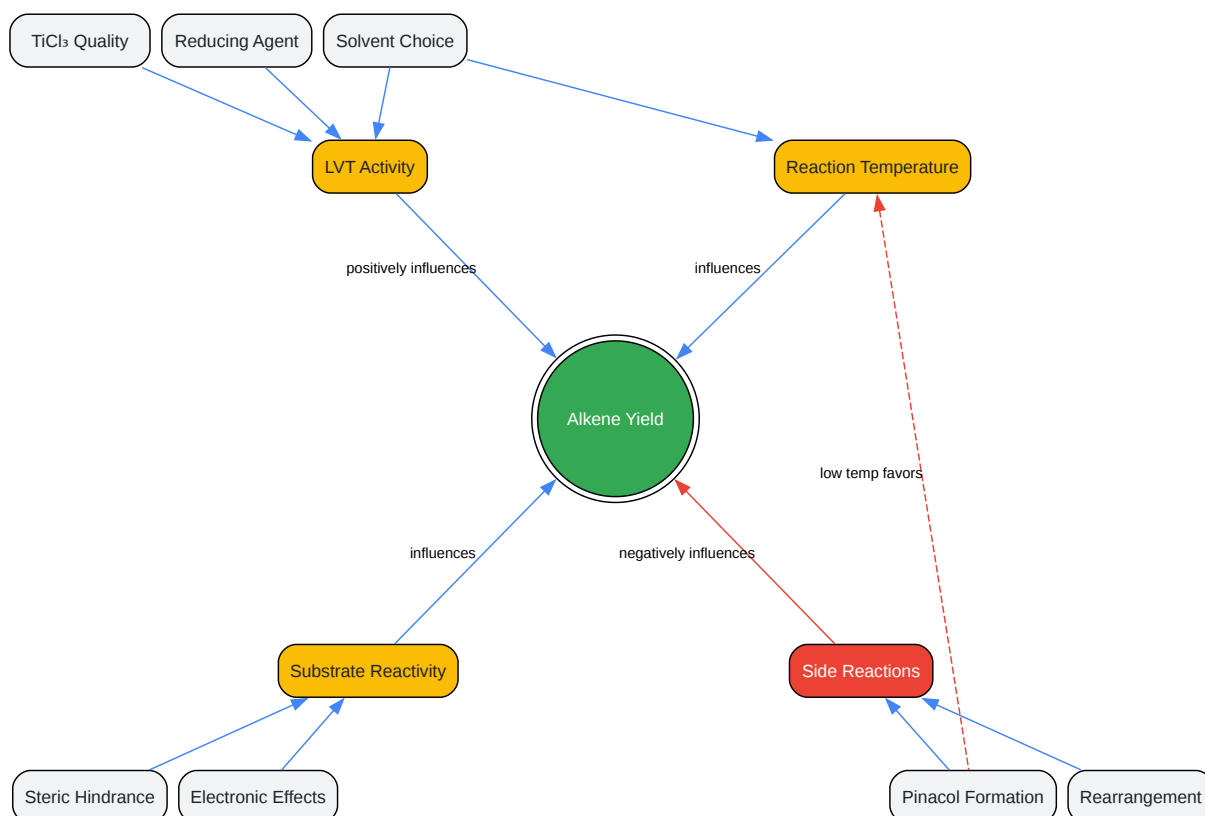 TiCl₃ Quality
Reducing Agent
Solvent Choice
LVT Activity
Reaction Temperature
positively influences
influences
Alkene Yield
low temp favors
influences
negatively influences
Substrate Reactivity
Side Reactions
Steric Hindrance
Electronic Effects
Pinacol Formation
Rearrangement